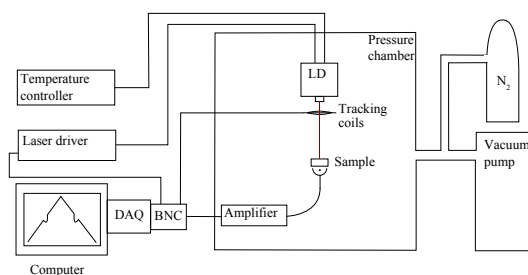 Temperature
controller
Laser driver
Computer
DAQ
BNC
Amplifier
LD
Tracking
coils
Sample
Pressure
chamber
N2
Vacuum
pump